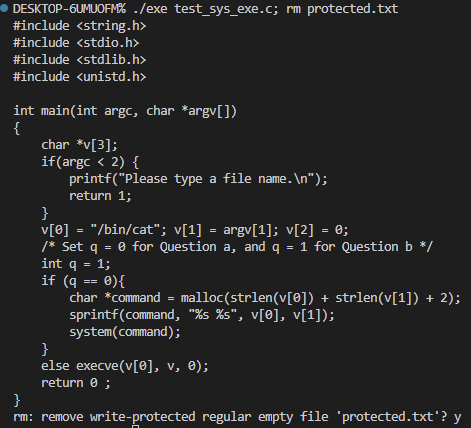 DESKTOP-6UMUOFM% ./exe test_sys_exe.c; rm protected.txt
#include <string.h>
#include <stdio.h>
#include <stdlib.h>
#include <unistd.h>

int main(int argc, char *argv[])
{
    char *v[3];
    if(argc < 2) {
        printf("Please type a file name.\n");
        return 1;
    }
    v[0] = "/bin/cat"; v[1] = argv[1]; v[2] = 0;
    /* Set q = 0 for Question a, and q = 1 for Question b */
    int q = 1;
    if (q == 0){
        char *command = malloc(strlen(v[0]) + strlen(v[1]) + 2);
        sprintf(command, "%s %s", v[0], v[1]);
        system(command);
    }
    else execve(v[0], v, 0);
    return 0 ;
}
rm: remove write-protected regular empty file 'protected.txt'? y